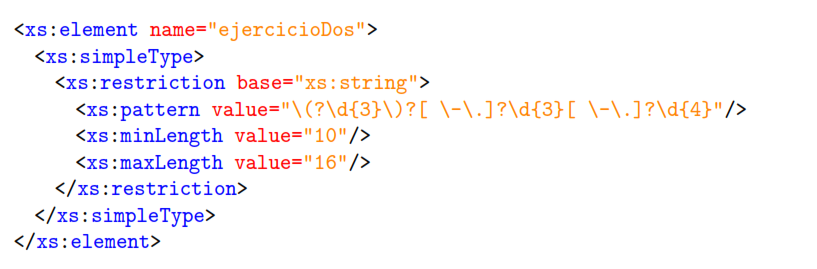 <xs:element name="ejercicioDos">
  <xs:simpleType>
    <xs:restriction base="xs:string">
      <xs:pattern value="\(?\d{3}\)?[ \-\.]?\d{3}[ \-\.]?\d{4}"/>
      <xs:minLength value="10"/>
      <xs:maxLength value="16"/>
    </xs:restriction>
  </xs:simpleType>
</xs:element>